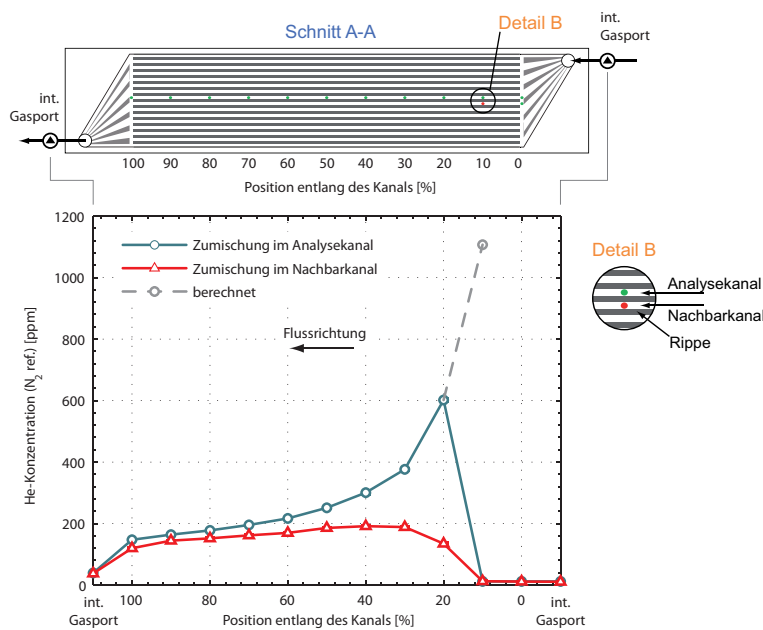 Schnitt A-A
Detail B
int.
Gasport
int.
Gasport
100 90 80 70 60 50 40 30 20 10 0
Position entlang des Kanals [%]
1200
1000
800
600
400
200
0
He-Konzentration (N2 ref.) [ppm]
Zumischung im Analysekanal
Zumischung im Nachbarkanal
berechnet
Flussrichtung
int.
Gasport
100 80 60 40 20 0
int.
Gasport
Position entlang des Kanals [%]
Detail B
Analysekanal
Nachbarkanal
Rippe